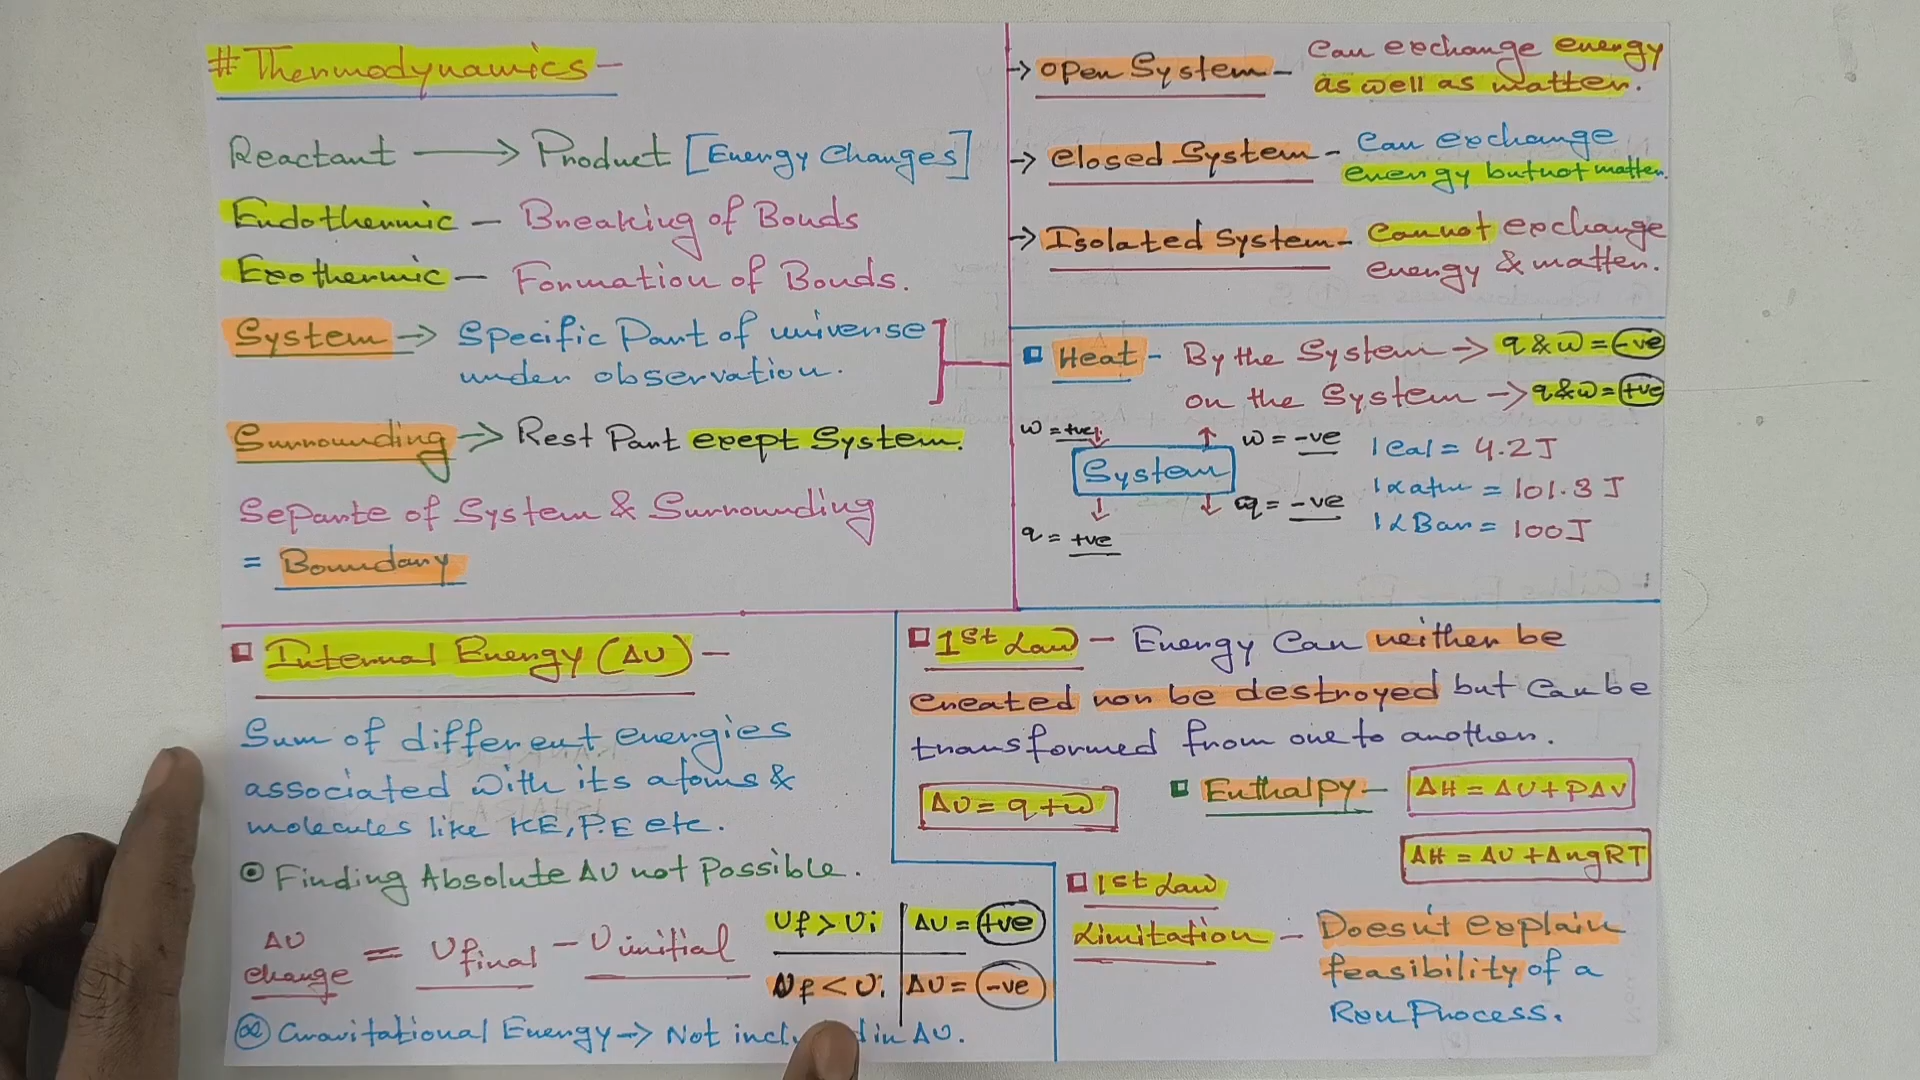 # Thermodynamics -
Reactant → Product [Energy Changes]
Endothermic - Breaking of Bonds
Exothermic - Formation of Bonds.
System → Specific Part of universe
under observation.
Surrounding → Rest Part exept System.
Separte of System & Surrounding
= Boundary
→ Open System - Can exchange energy
as well as matter.
→ Closed System - Can exchange
energy but not matter.
→ Isolated System - Cannot exchange
energy & matter.
Heat - By the System → q & w = -ve
on the System → q & w = +ve
w = +ve
w = -ve
System
q = +ve
q = -ve
1 Cal = 4.2 J
1 L atm = 101.3 J
1 L Bar = 100 J
Internal Energy (ΔU) -
Sum of different energies
associated with its atoms &
molecules like KE, P.E etc.
Finding Absolute ΔU not Possible.
ΔU change = U final - U initial
Uf > Ui | ΔU = +ve
Uf < Ui | ΔU = -ve
Gravitational Energy → Not in ΔU.
1st Law - Energy Can neither be
created nor be destroyed but can be
transformed from one to another.
ΔU = q + w
Enthalpy - ΔH = ΔU + PΔV
ΔH = ΔU + ΔngRT
1st Law
Limitation - Doesn't explain
feasibility of a
Rxn Process.